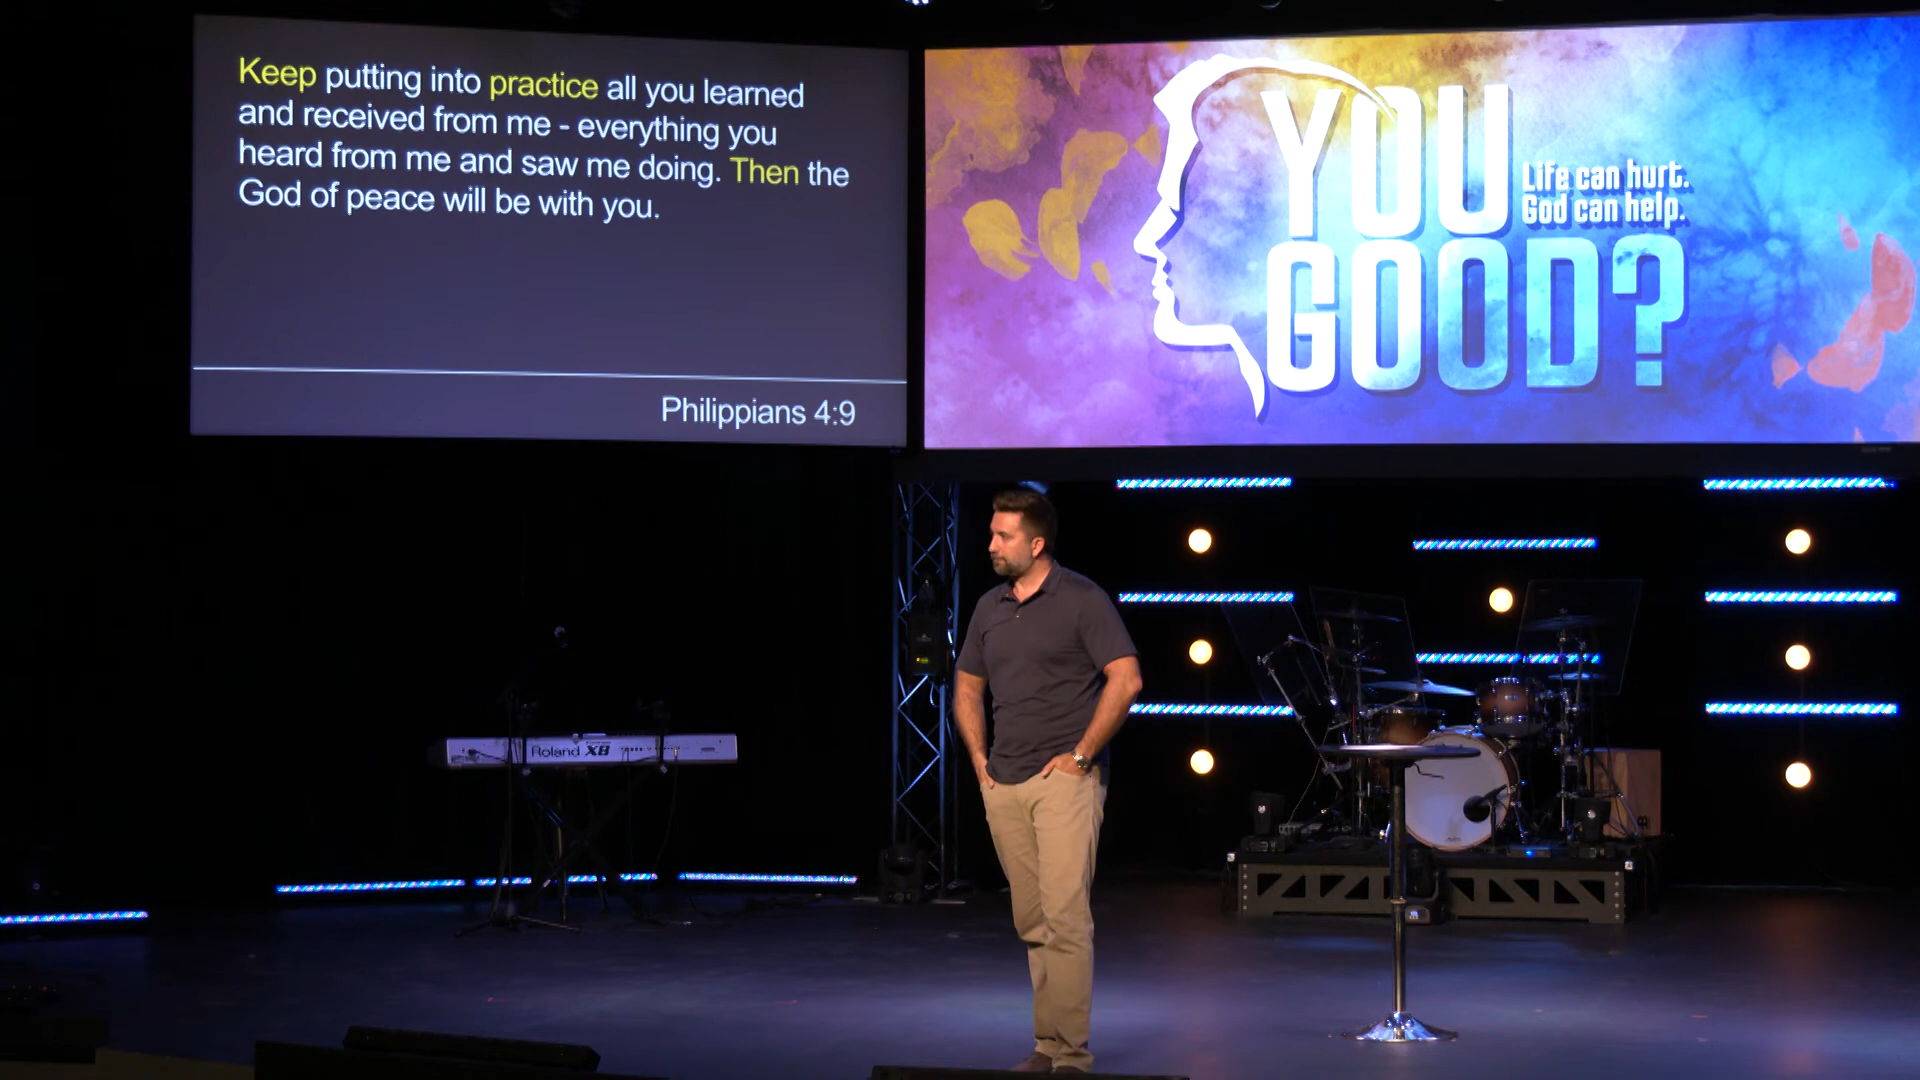 Keep putting into practice all you learned
and received from me - everything you
heard from me and saw me doing. Then the
God of peace will be with you.
Philippians 4:9
YOU
Life can hurt.
God can help.
GOOD?
Roland X8